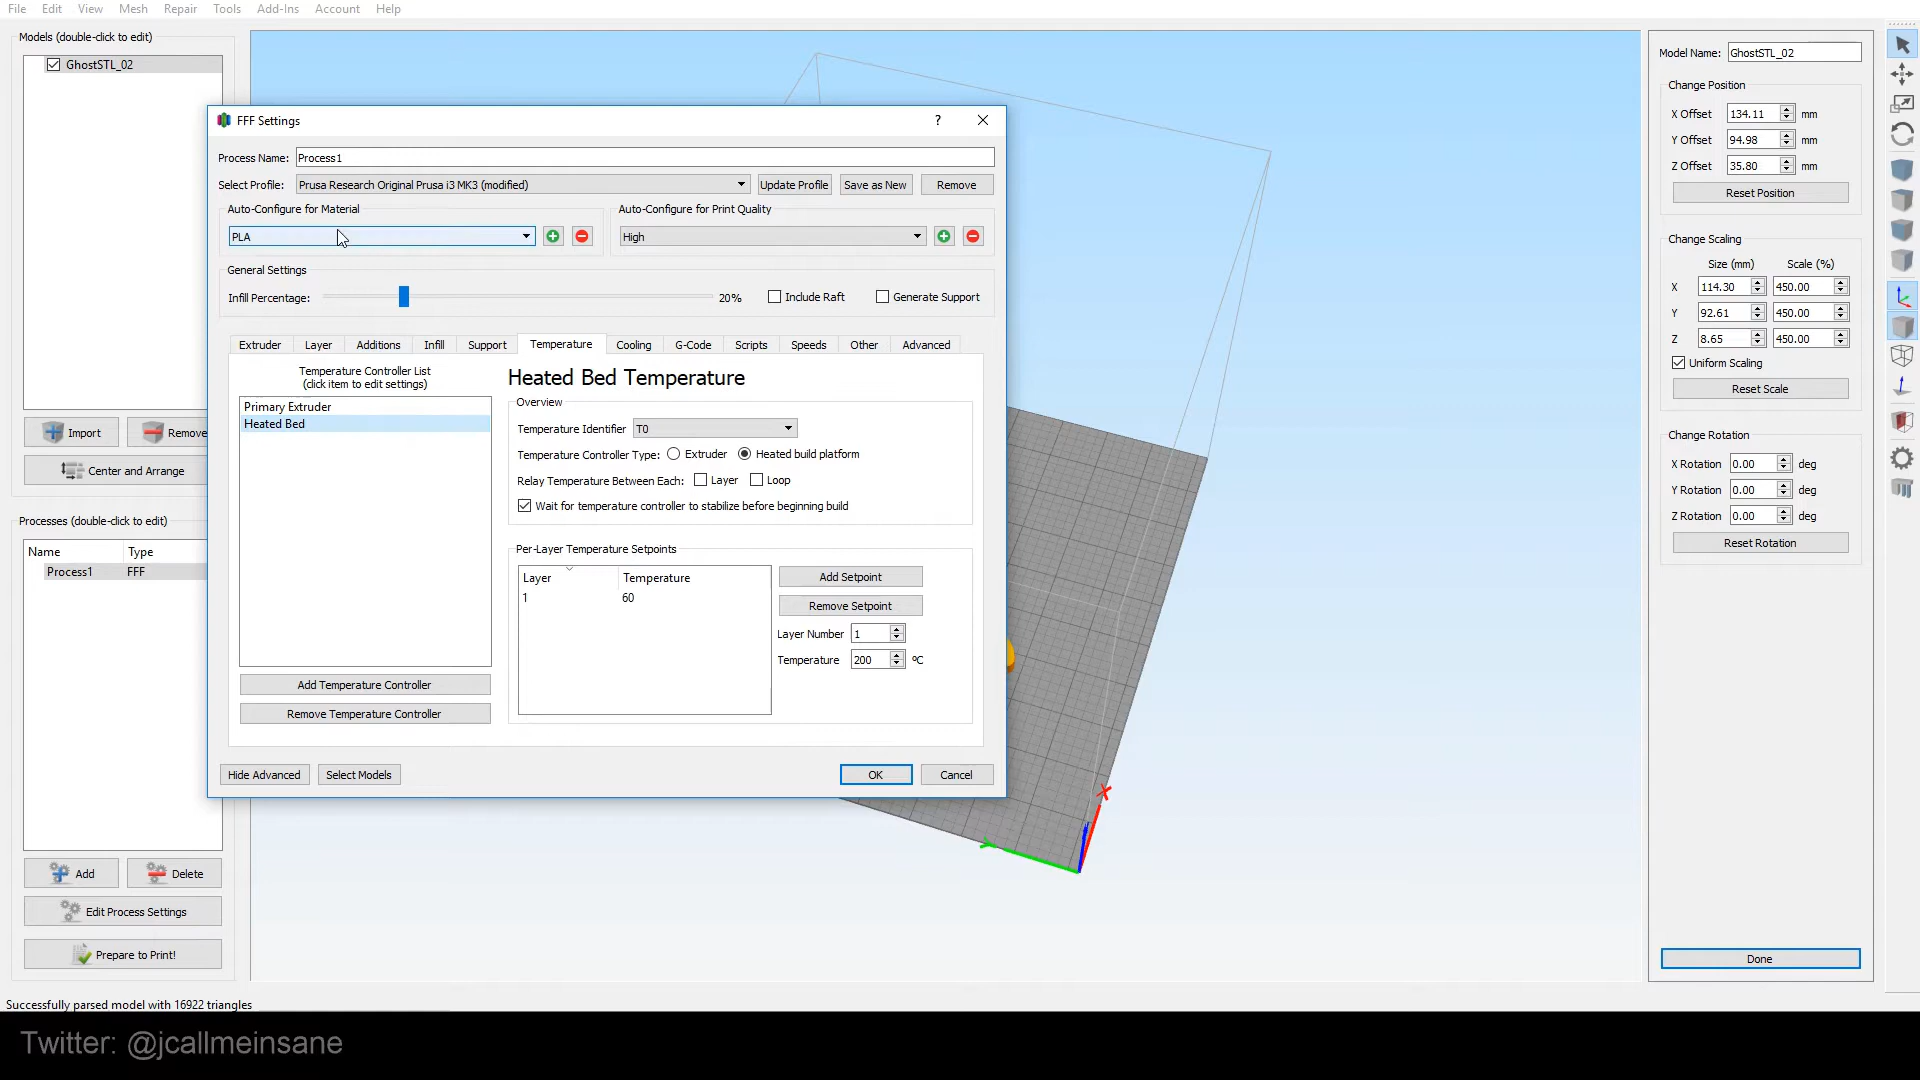 File Edit View Mesh Repair Tools Add-Ins Account Help
Models (double-click to edit)
GhostSTL_02
Import Remove
Center and Arrange
Processes (double-click to edit)
Name Type
Process1 FFF
Add Delete
Edit Process Settings
Prepare to Print!
Successfully parsed model with 16922 triangles
FFF Settings ?
Process Name: Process1
Select Profile: Prusa Research Original Prusa i3 MK3 (modified) Update Profile Save as New Remove
Auto-Configure for Material Auto-Configure for Print Quality
PLA High
General Settings
Infill Percentage: 20% Include Raft Generate Support
Extruder Layer Additions Infill Support Temperature Cooling G-Code Scripts Speeds Other Advanced
Temperature Controller List
(click item to edit settings)
Primary Extruder
Heated Bed
Add Temperature Controller
Remove Temperature Controller
Heated Bed Temperature
Overview
Temperature Identifier T0
Temperature Controller Type: Extruder Heated build platform
Relay Temperature Between Each: Layer Loop
Wait for temperature controller to stabilize before beginning build
Per-Layer Temperature Setpoints
Layer Temperature
1 60
Add Setpoint
Remove Setpoint
Layer Number 1
Temperature 200 ºC
Hide Advanced Select Models OK Cancel
Model Name: GhostSTL_02
Change Position
X Offset 134.11 mm
Y Offset 94.98 mm
Z Offset 35.80 mm
Reset Position
Change Scaling
Size (mm) Scale (%)
X 114.30 450.00
Y 92.61 450.00
Z 8.65 450.00
Uniform Scaling
Reset Scale
Change Rotation
X Rotation 0.00 deg
Y Rotation 0.00 deg
Z Rotation 0.00 deg
Reset Rotation
Done
Twitter: @jcallmeinsane